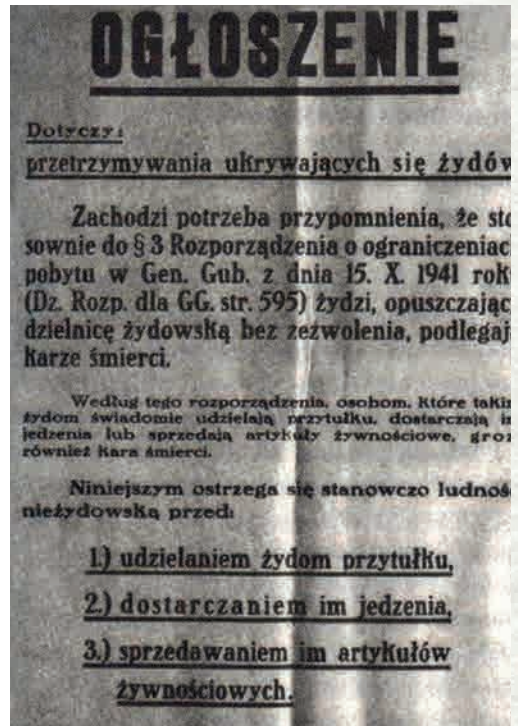 OGŁOSZENIE
Dotyczy:
przetrzymywania ukrywających się żydów
Zachodzi potrzeba przypomnienia, że sto
sownie do § 3 Rozporządzenia o ograniczeniac
pobytu w Gen. Gub. z dnia 15. X. 1941 rok
(Dz. Rozp. dla GG. str. 595) żydzi, opuszczając
dzielnicę żydowską bez zezwolenia, podlegaj
karze śmierci.
Według tego rozporządzenia, osobom, które takim
żydom świadomie udzielają przytułku, dostarczają im
jedzenia lub sprzedają artykuły żywnościowe, groz
również kara śmierci.
Niniejszym ostrzega się stanowczo ludnoś
nieżydowską przed:
1.) udzielaniem żydom przytułku,
2.) dostarczaniem im jedzenia,
3.) sprzedawaniem im artykułów
żywnościowych.